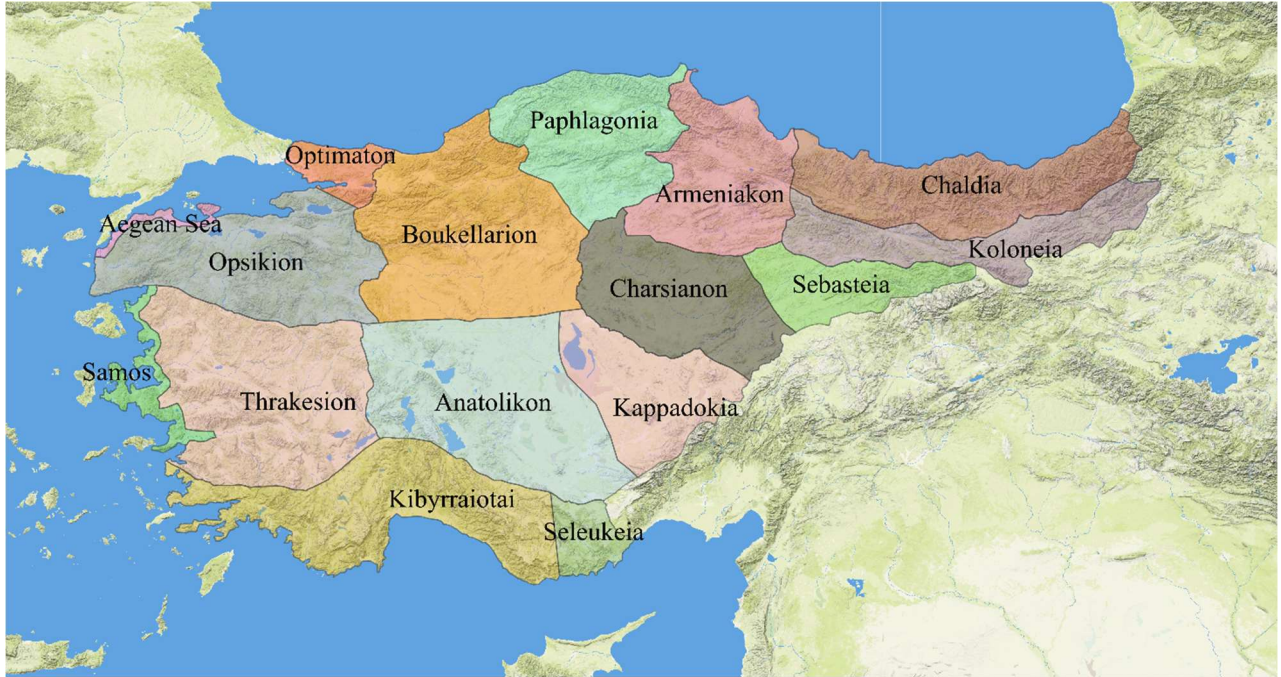 Paphlagonia
Optimaton
Chaldia
Armeniakon
Aegean Sea
Boukellarion
Koloneia
Opsikion
Charsianon
Sebasteia
Samos
Thrakesion
Anatolikon
Kappadokia
Kibyrraiotai
Seleukeia